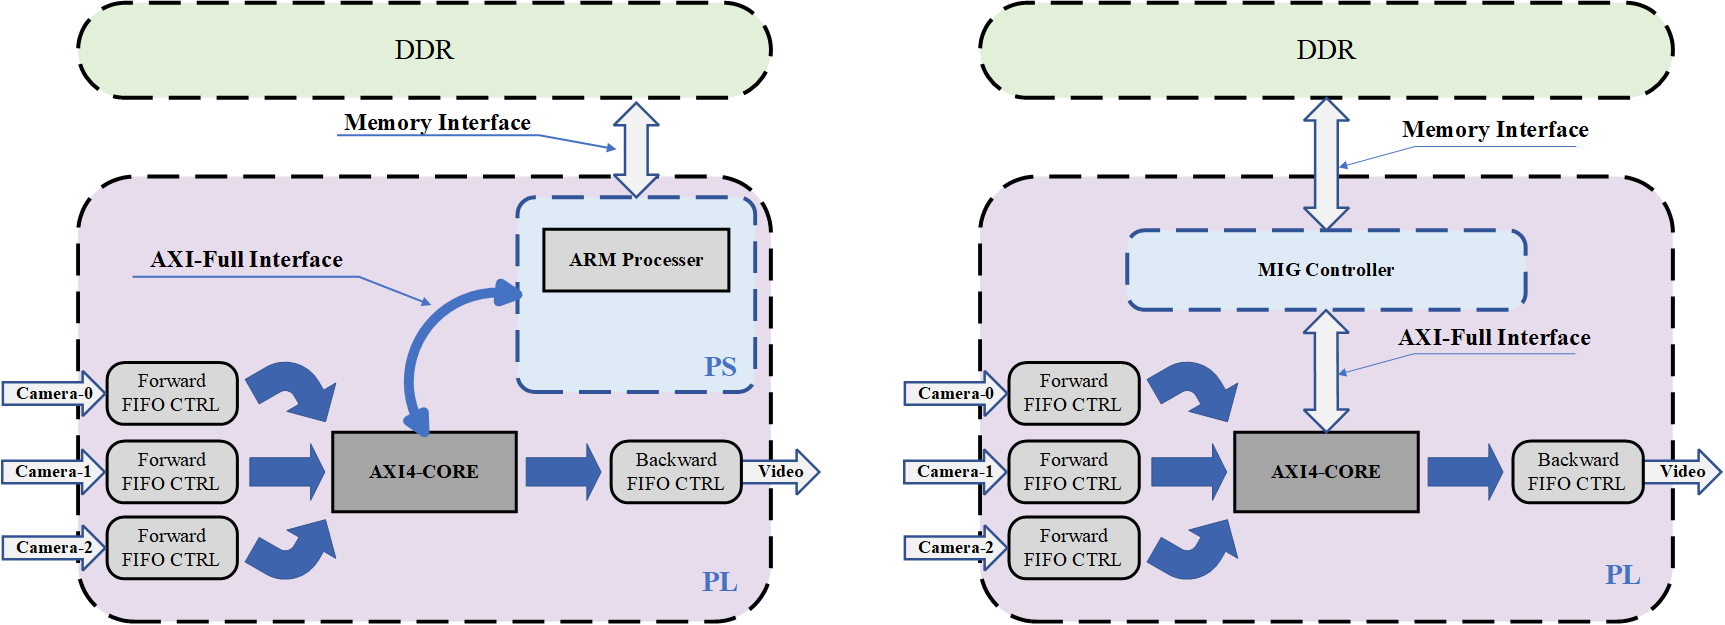 DDR
Memory Interface
ARM Processer
AXI-Full Interface
PS
Camera-0
Forward
FIFO CTRL
Camera-1
Forward
FIFO CTRL
AXI4-CORE
Backward
FIFO CTRL
Video
Camera-2
Forward
FIFO CTRL
PL
DDR
Memory Interface
MIG Controller
AXI-Full Interface
Camera-0
Forward
FIFO CTRL
Camera-1
Forward
FIFO CTRL
AXI4-CORE
Backward
FIFO CTRL
Video
Camera-2
Forward
FIFO CTRL
PL